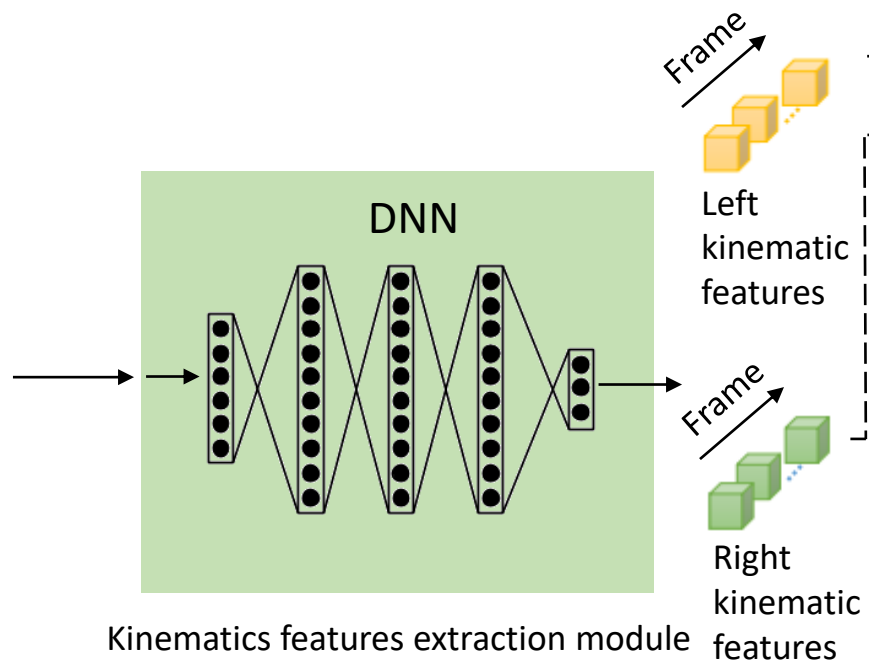 Frame
Left
kinematic
features
DNN
Frame
Right
kinematic
features
Kinematics features extraction module